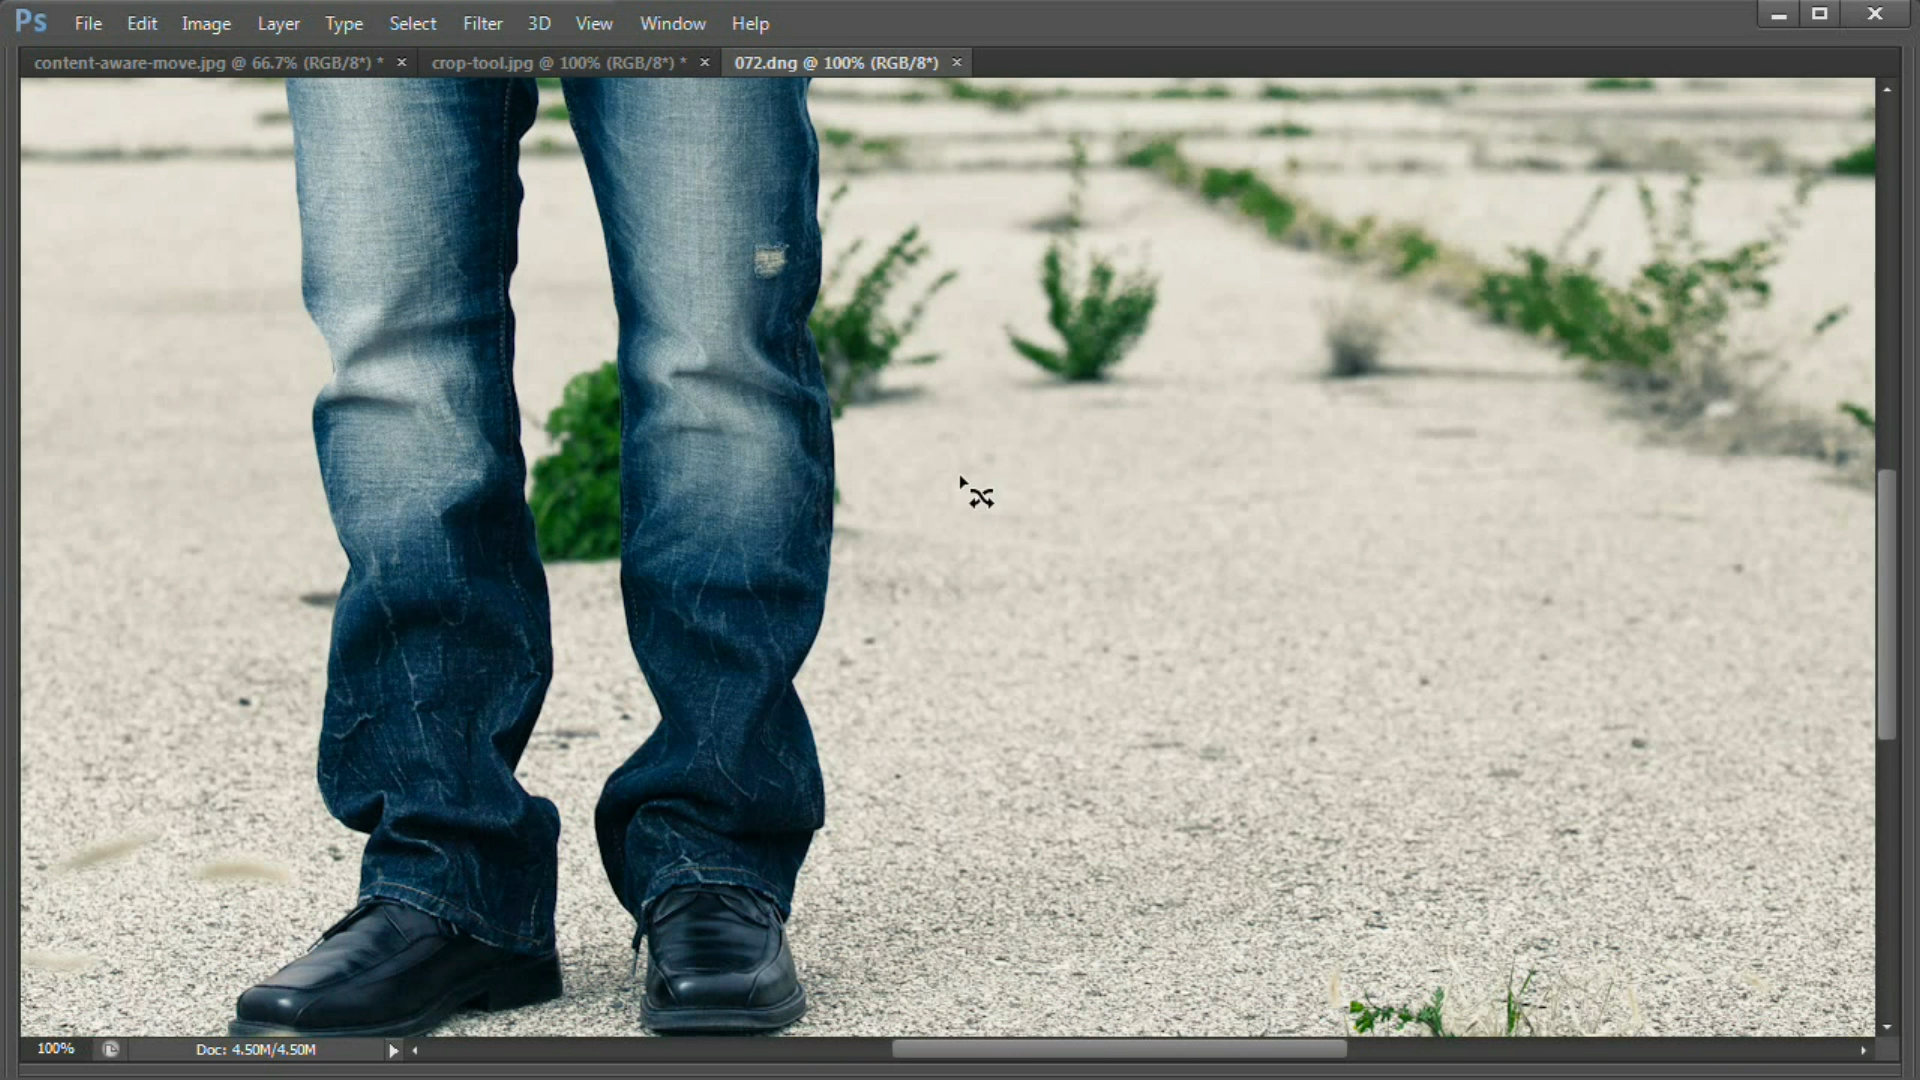 Ps File Edit Image Layer Type Select Filter 3D View Window Help
content-aware-move.jpg @ 66.7% (RGB/8*) * crop-tool.jpg @ 100% (RGB/8*) * 072.dng @ 100% (RGB/8*)
100% Doc: 4.50M/4.50M